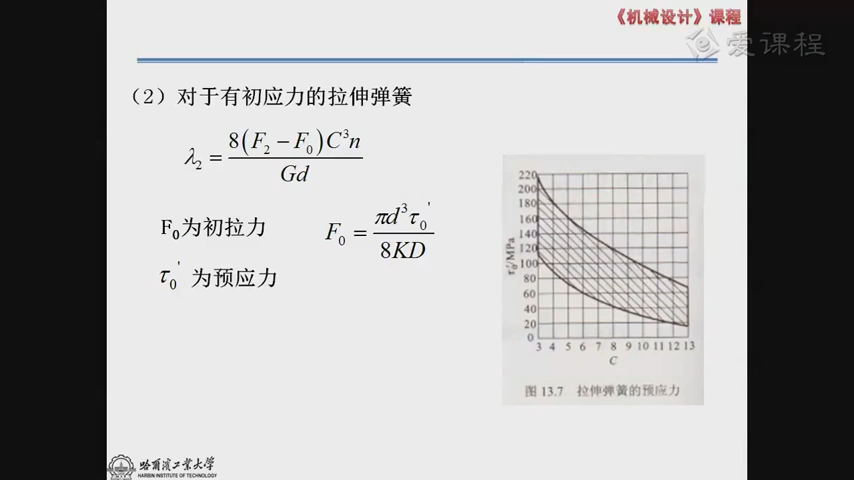 《机械设计》课程
爱课程
（2）对于有初应力的拉伸弹簧
λ₂ = 8(F₂ − F₀)C³n / Gd
F₀为初拉力
F₀ = πd³τ₀' / 8KD
τ₀' 为预应力
τ₀'/MPa
220
200
180
160
140
120
100
80
60
40
20
0
3 4 5 6 7 8 9 10 11 12 13
C
图 13.7 拉伸弹簧的预应力
哈尔滨工业大学
HARBIN INSTITUTE OF TECHNOLOGY